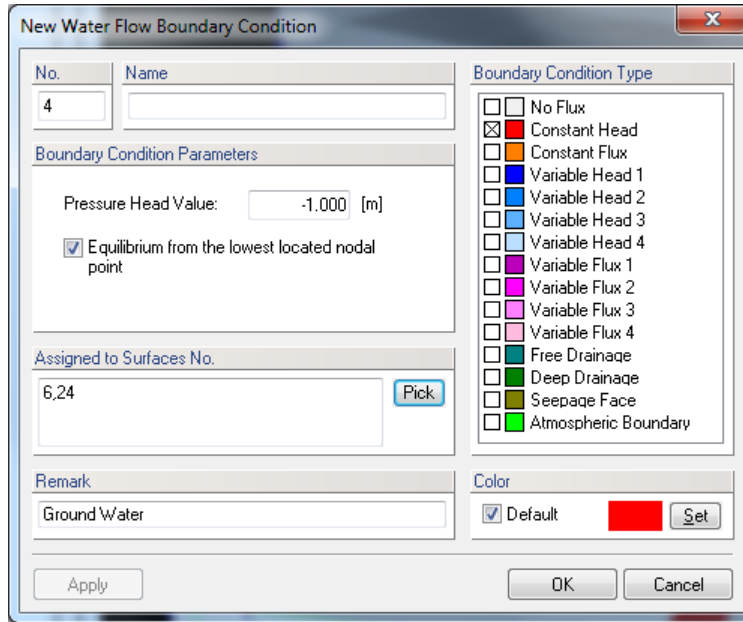 New Water Flow Boundary Condition
No.
4
Name
Boundary Condition Parameters
Pressure Head Value: -1.000 [m]
Equilibrium from the lowest located nodal
point
Assigned to Surfaces No.
6,24
Pick
Remark
Ground Water
Boundary Condition Type
No Flux
Constant Head
Constant Flux
Variable Head 1
Variable Head 2
Variable Head 3
Variable Head 4
Variable Flux 1
Variable Flux 2
Variable Flux 3
Variable Flux 4
Free Drainage
Deep Drainage
Seepage Face
Atmospheric Boundary
Color
Default
Set
Apply
OK
Cancel